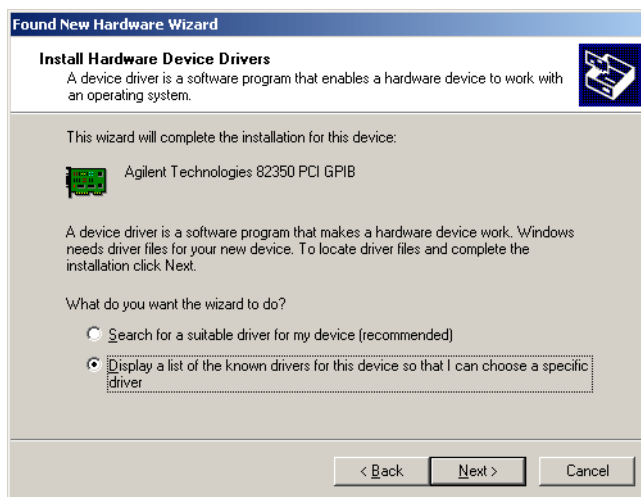 Found New Hardware Wizard
Install Hardware Device Drivers
A device driver is a software program that enables a hardware device to work with
an operating system.
This wizard will complete the installation for this device:
Agilent Technologies 82350 PCI GPIB
A device driver is a software program that makes a hardware device work. Windows
needs driver files for your new device. To locate driver files and complete the
installation click Next.
What do you want the wizard to do?
Search for a suitable driver for my device (recommended)
Display a list of the known drivers for this device so that I can choose a specific
driver
< Back
Next >
Cancel